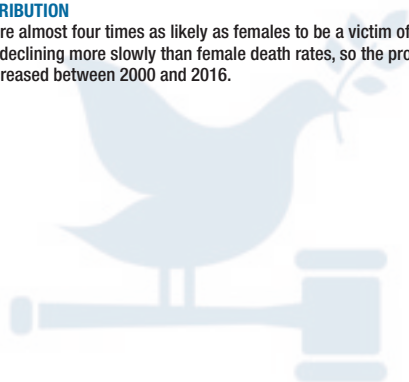 RIBUTION
re almost four times as likely as females to be a victim of
declining more slowly than female death rates, so the pro
reased between 2000 and 2016.